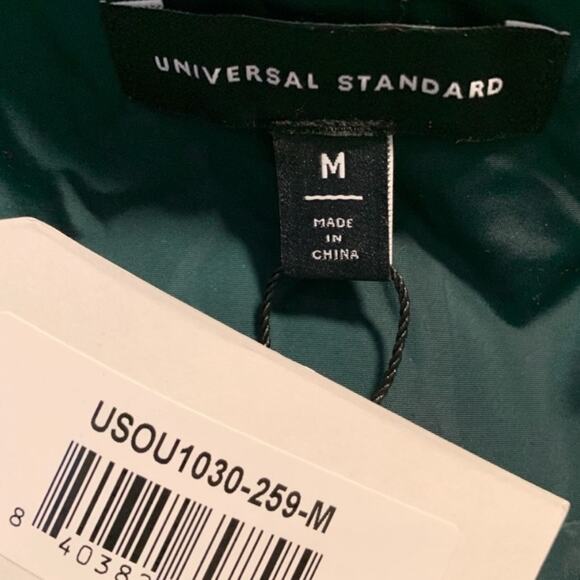 UNIVERSAL STANDARD
M
MADE
IN
CHINA
USOU1030-259-M
8 40382